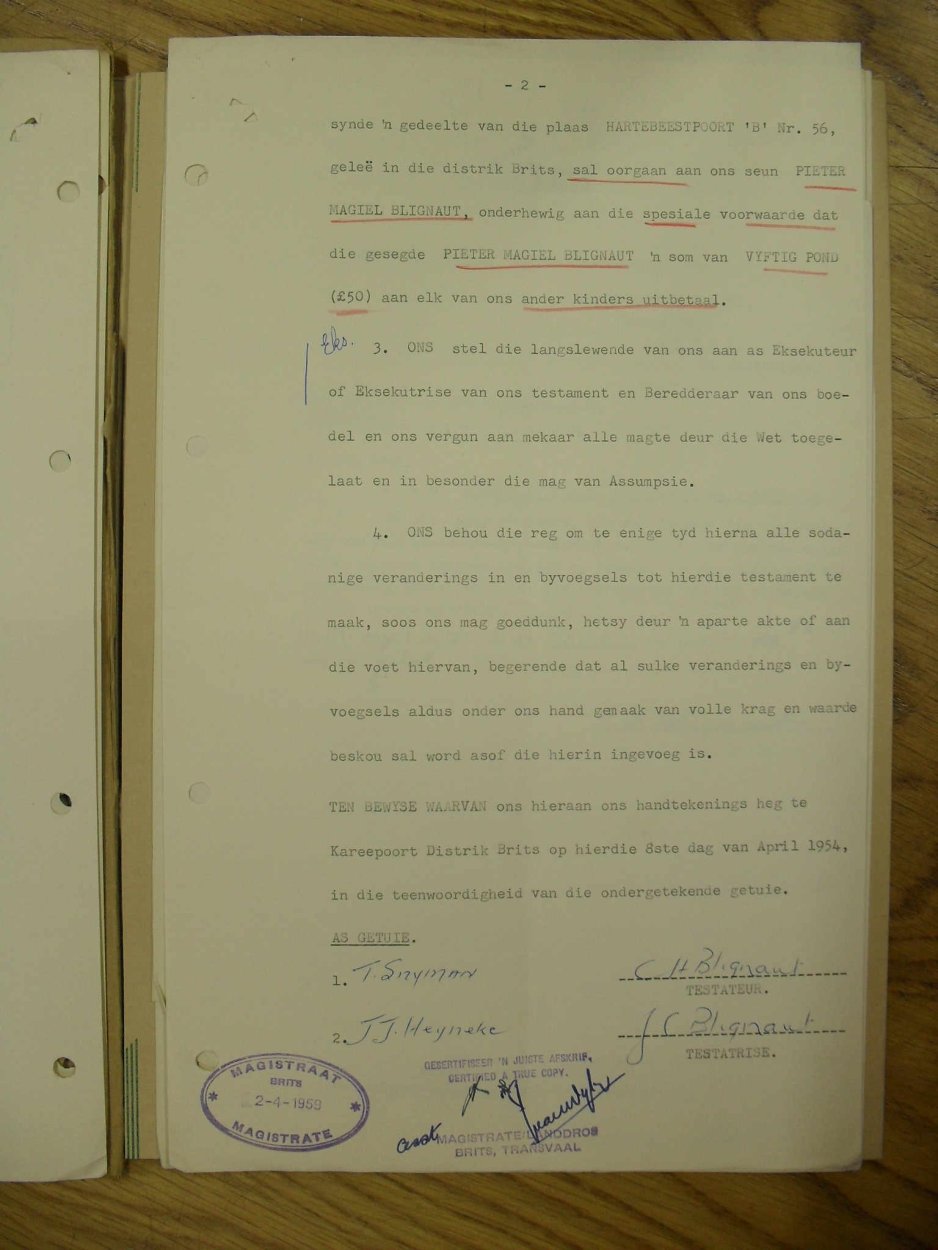 - 2 -
synde 'n gedeelte van die plaas HARTEBEESTPOORT 'B' Nr. 56,
geleë in die distrik Brits, sal oorgaan aan ons seun PIETER
MAGIEL BLIGNAUT, onderhewig aan die spesiale voorwaarde dat
die gesegde PIETER MAGIEL BLIGNAUT 'n som van VYFTIG POND
(£50) aan elk van ons ander kinders uitbetaal.
Eks.
3. ONS stel die langslewende van ons aan as Eksekuteur
of Eksekutrise van ons testament en Beredderaar van ons boe-
del en ons vergun aan mekaar alle magte deur die Wet toege-
laat en in besonder die mag van Assumpsie.
4. ONS behou die reg om te enige tyd hierna alle soda-
nige veranderings in en byvoegsels tot hierdie testament te
maak, soos ons mag goeddunk, hetsy deur 'n aparte akte of aan
die voet hiervan, begerende dat al sulke veranderings en by-
voegsels aldus onder ons hand gemaak van volle krag en waarde
beskou sal word asof die hierin ingevoeg is.
TEN BEWYSE WAARVAN ons hieraan ons handtekenings heg te
Kareepoort Distrik Brits op hierdie 8ste dag van April 1954,
in die teenwoordigheid van die ondergetekende getuie.
AS GETUIE.
1. T. Snyman
C H Blignaut
TESTATEUR.
2. J J. Heyneke
J C Blignaut
TESTATRISE.
GESERTIFISEER 'N JUISTE AFSKRIF.
CERTIFIED A TRUE COPY.
MAGISTRAAT
BRITS
2-4-1959
MAGISTRATE
asst MAGISTRATE/LANDDROS
BRITS, TRANSVAAL